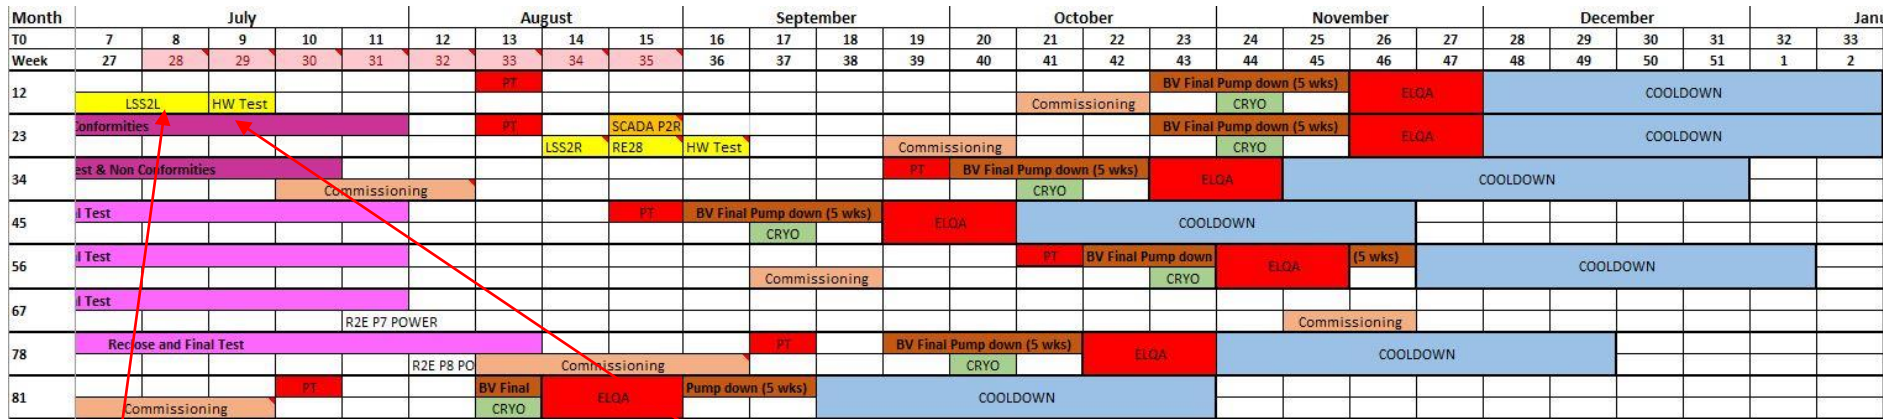 Month July August September October November December Janu
T0 7 8 9 10 11 12 13 14 15 16 17 18 19 20 21 22 23 24 25 26 27 28 29 30 31 32 33
Week 27 28 29 30 31 32 33 34 35 36 37 38 39 40 41 42 43 44 45 46 47 48 49 50 51 1 2
12 PT BV Final Pump down (5 wks) ELQA COOLDOWN
LSS2L HW Test Commissioning CRYO
23 Conformities PT SCADA P2R BV Final Pump down (5 wks) ELQA COOLDOWN
LSS2R RE28 HW Test Commissioning CRYO
34 est & Non Conformities PT BV Final Pump down (5 wks) ELQA COOLDOWN
Commissioning CRYO
45 l Test PT BV Final Pump down (5 wks) ELQA COOLDOWN
CRYO
56 l Test PT BV Final Pump down ELQA (5 wks) COOLDOWN
Commissioning CRYO
67 l Test
R2E P7 POWER Commissioning
78 Reclose and Final Test PT BV Final Pump down (5 wks) ELQA COOLDOWN
R2E P8 PO Commissioning CRYO
81 PT BV Final ELQA Pump down (5 wks) COOLDOWN
Commissioning CRYO